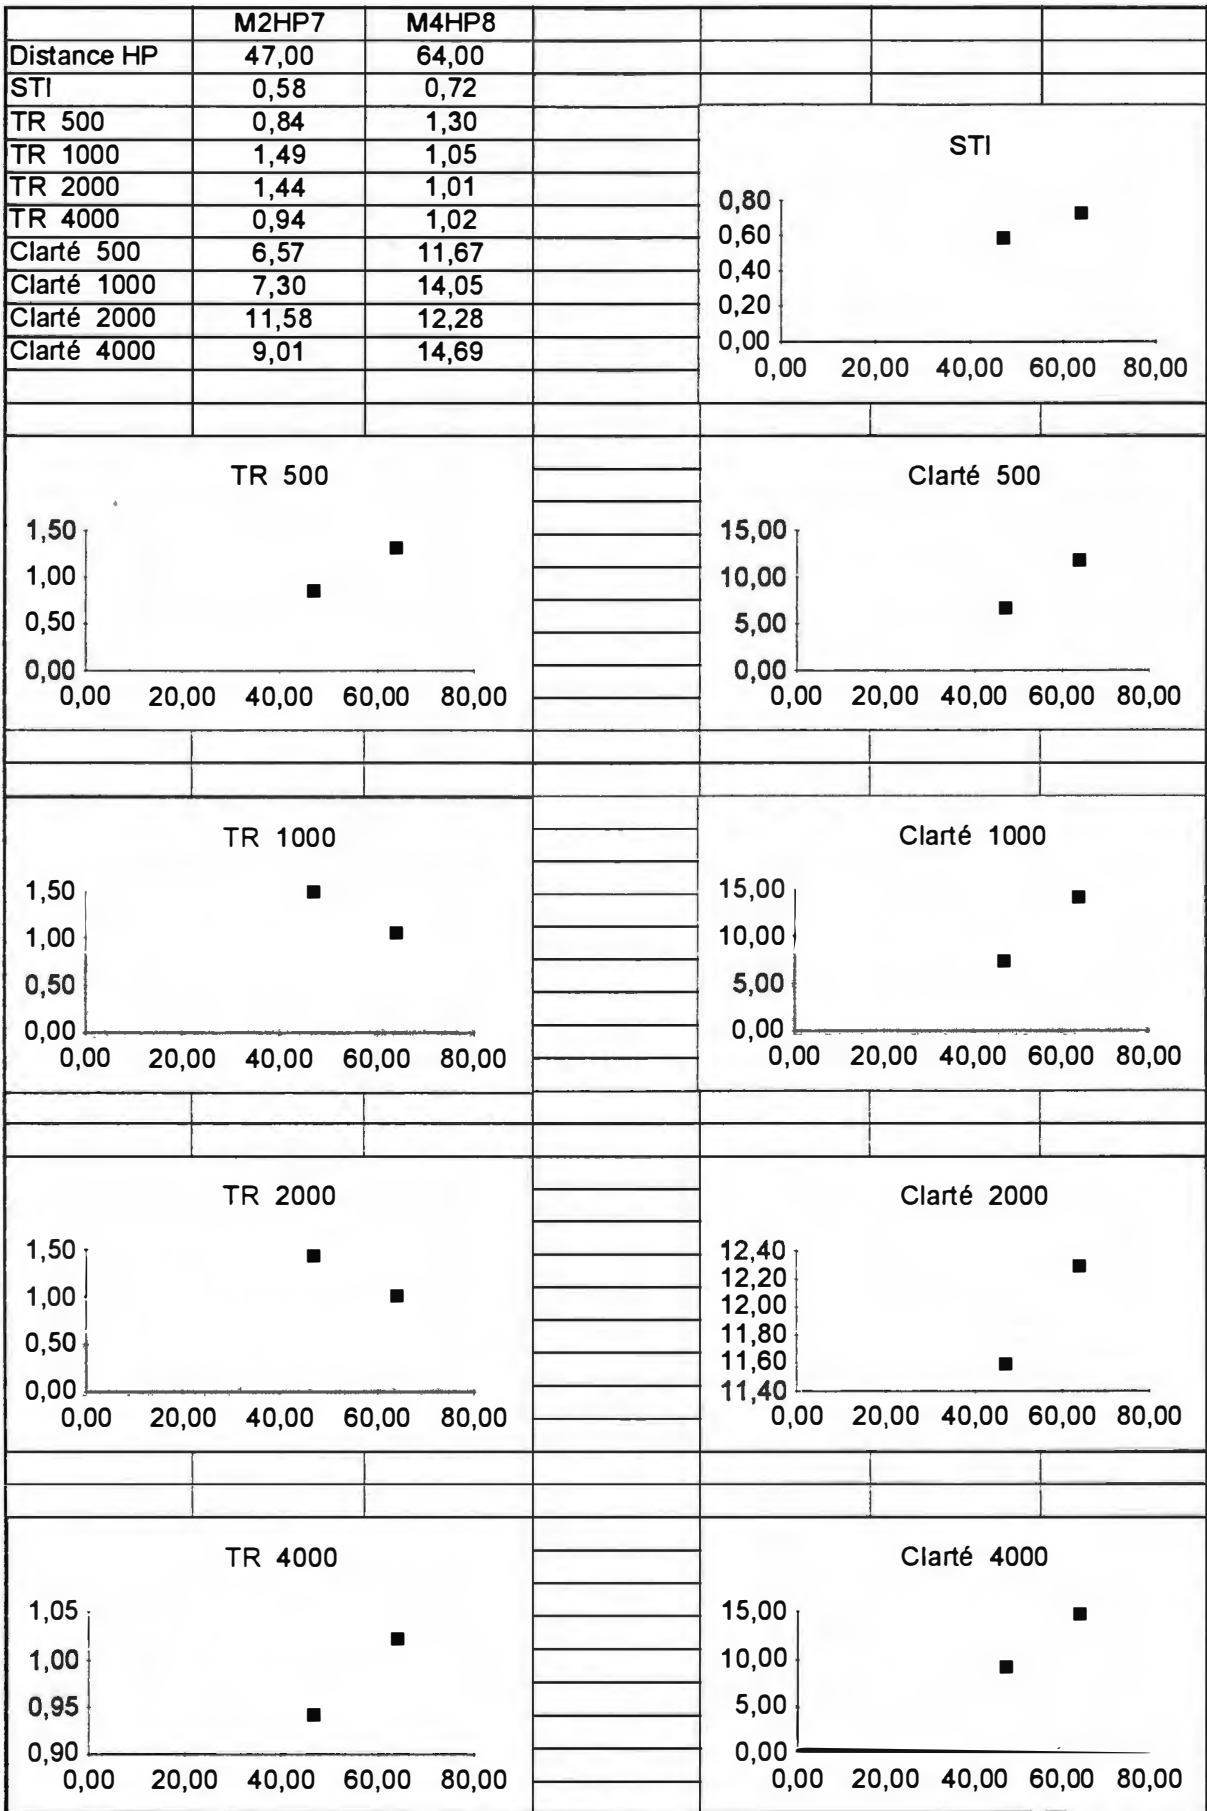 M2HP7 M4HP8
Distance HP 47,00 64,00
STI 0,58 0,72
TR 500 0,84 1,30
TR 1000 1,49 1,05
TR 2000 1,44 1,01
TR 4000 0,94 1,02
Clarté 500 6,57 11,67
Clarté 1000 7,30 14,05
Clarté 2000 11,58 12,28
Clarté 4000 9,01 14,69
STI
0,80
0,60
0,40
0,20
0,00
0,00 20,00 40,00 60,00 80,00
TR 500
1,50
1,00
0,50
0,00
0,00 20,00 40,00 60,00 80,00
Clarté 500
15,00
10,00
5,00
0,00
0,00 20,00 40,00 60,00 80,00
TR 1000
1,50
1,00
0,50
0,00
0,00 20,00 40,00 60,00 80,00
Clarté 1000
15,00
10,00
5,00
0,00
0,00 20,00 40,00 60,00 80,00
TR 2000
1,50
1,00
0,50
0,00
0,00 20,00 40,00 60,00 80,00
Clarté 2000
12,40
12,20
12,00
11,80
11,60
11,40
0,00 20,00 40,00 60,00 80,00
TR 4000
1,05
1,00
0,95
0,90
0,00 20,00 40,00 60,00 80,00
Clarté 4000
15,00
10,00
5,00
0,00
0,00 20,00 40,00 60,00 80,00